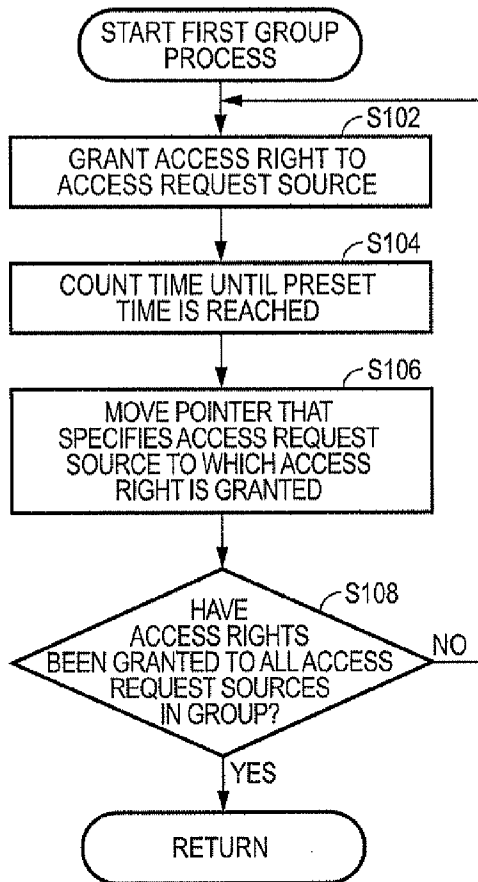 START FIRST GROUP
PROCESS
S102
GRANT ACCESS RIGHT TO
ACCESS REQUEST SOURCE
S104
COUNT TIME UNTIL PRESET
TIME IS REACHED
S106
MOVE POINTER THAT
SPECIFIES ACCESS REQUEST
SOURCE TO WHICH ACCESS
RIGHT IS GRANTED
S108
HAVE
ACCESS RIGHTS
BEEN GRANTED TO ALL ACCESS
REQUEST SOURCES
IN GROUP?
NO
YES
RETURN